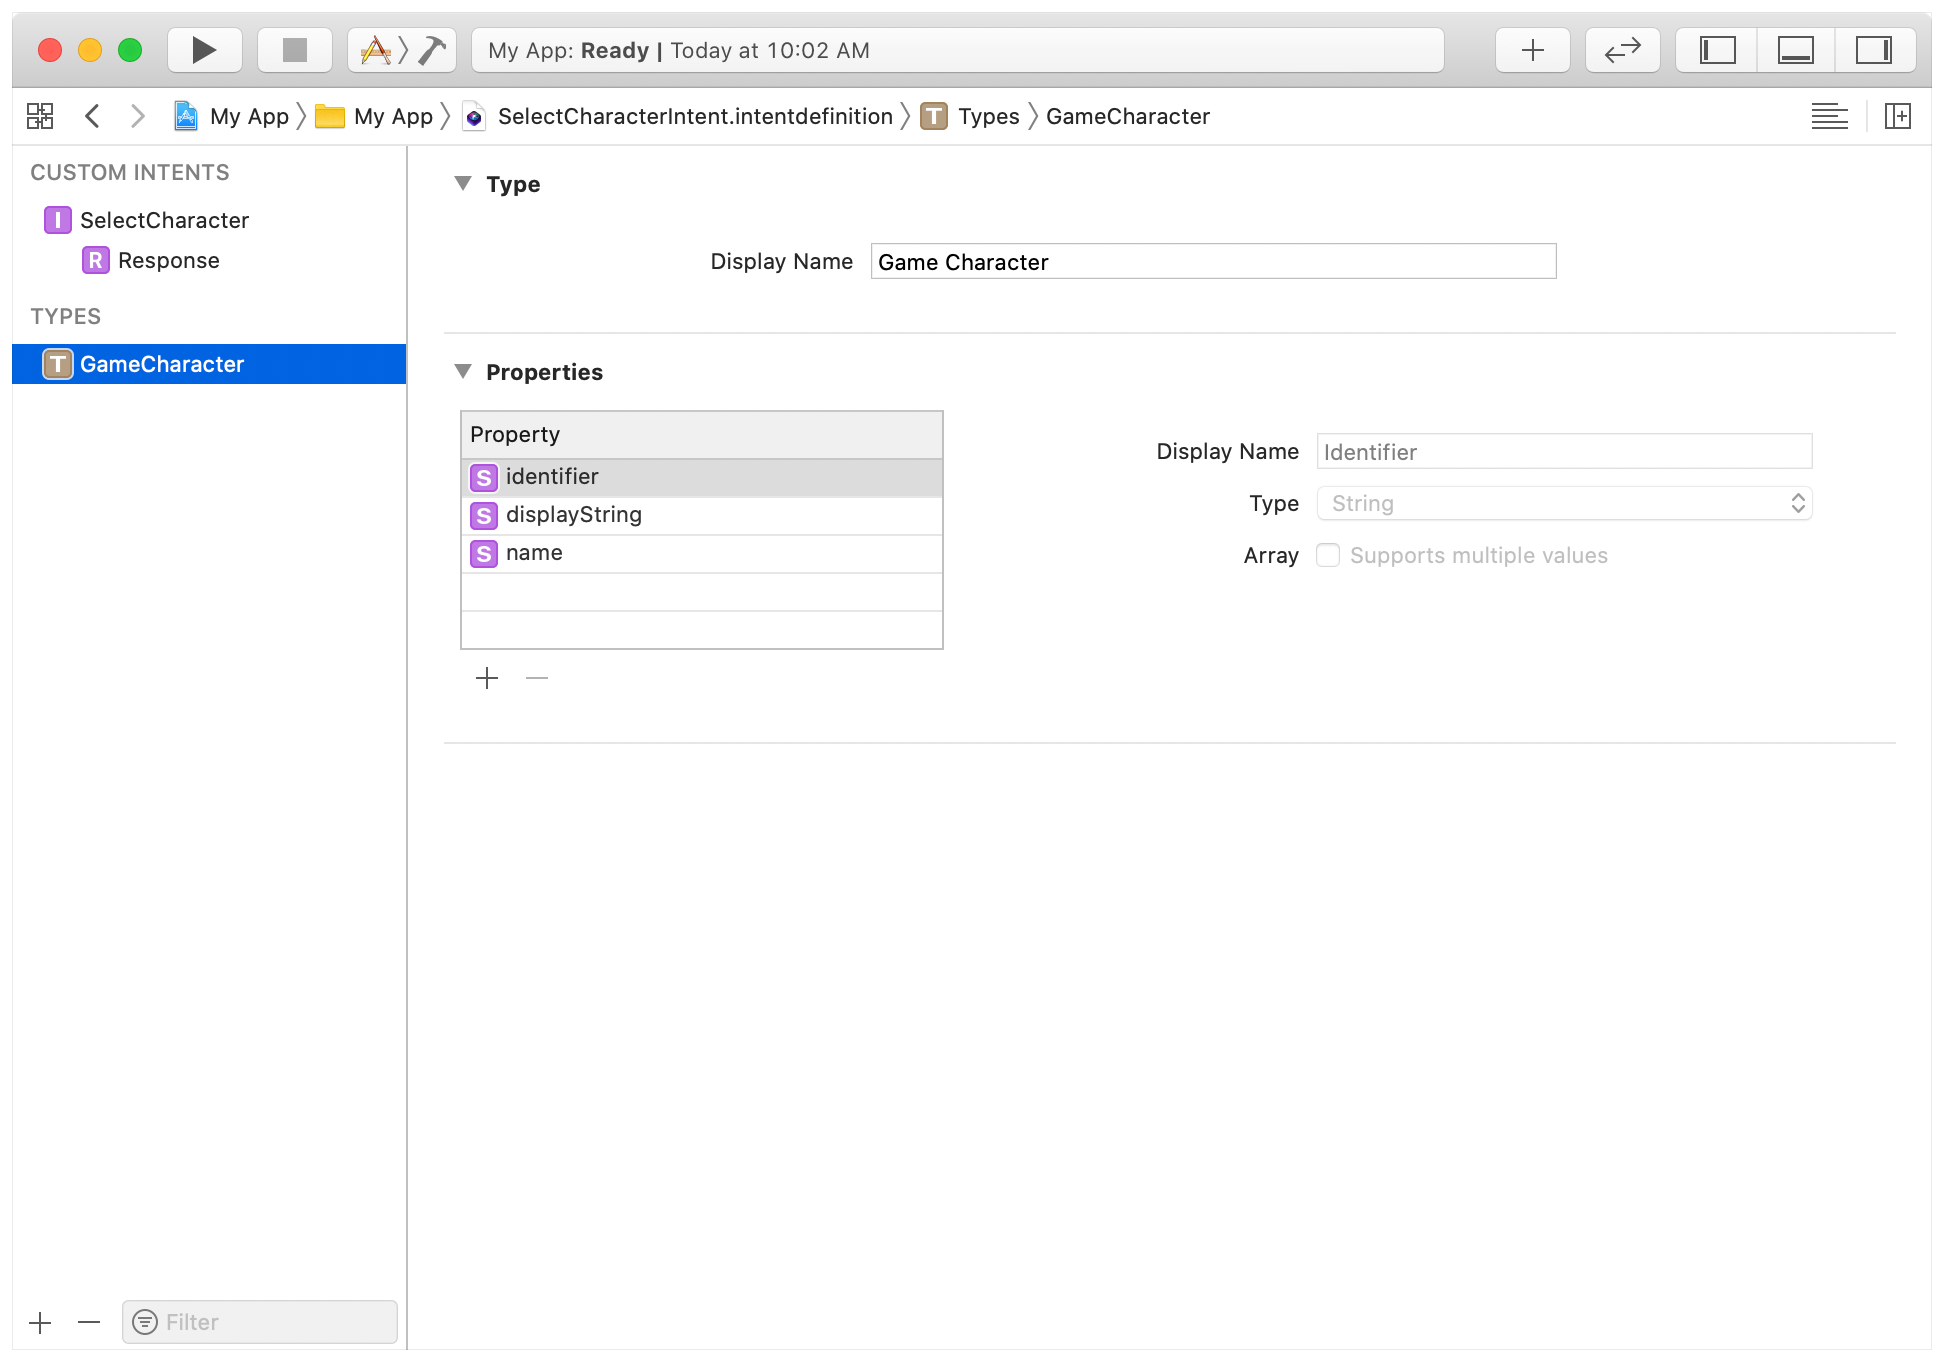 My App: Ready | Today at 10:02 AM
My App My App SelectCharacterIntent.intentdefinition T Types GameCharacter
CUSTOM INTENTS
I SelectCharacter
R Response
TYPES
T GameCharacter
Type
Display Name Game Character
Properties
Property
S identifier
S displayString
S name
Display Name Identifier
Type String
Array Supports multiple values
Filter